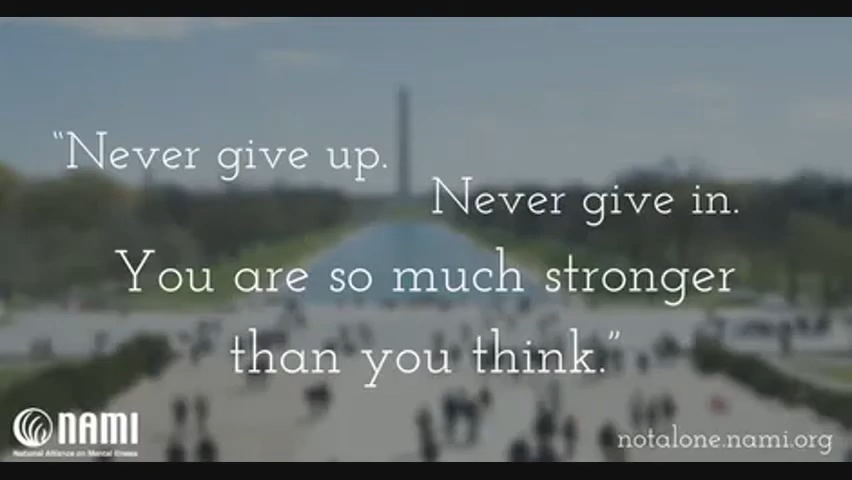 “Never give up.
Never give in.
You are so much stronger
than you think.”
NAMI
National Alliance on Mental Illness
notalone.nami.org